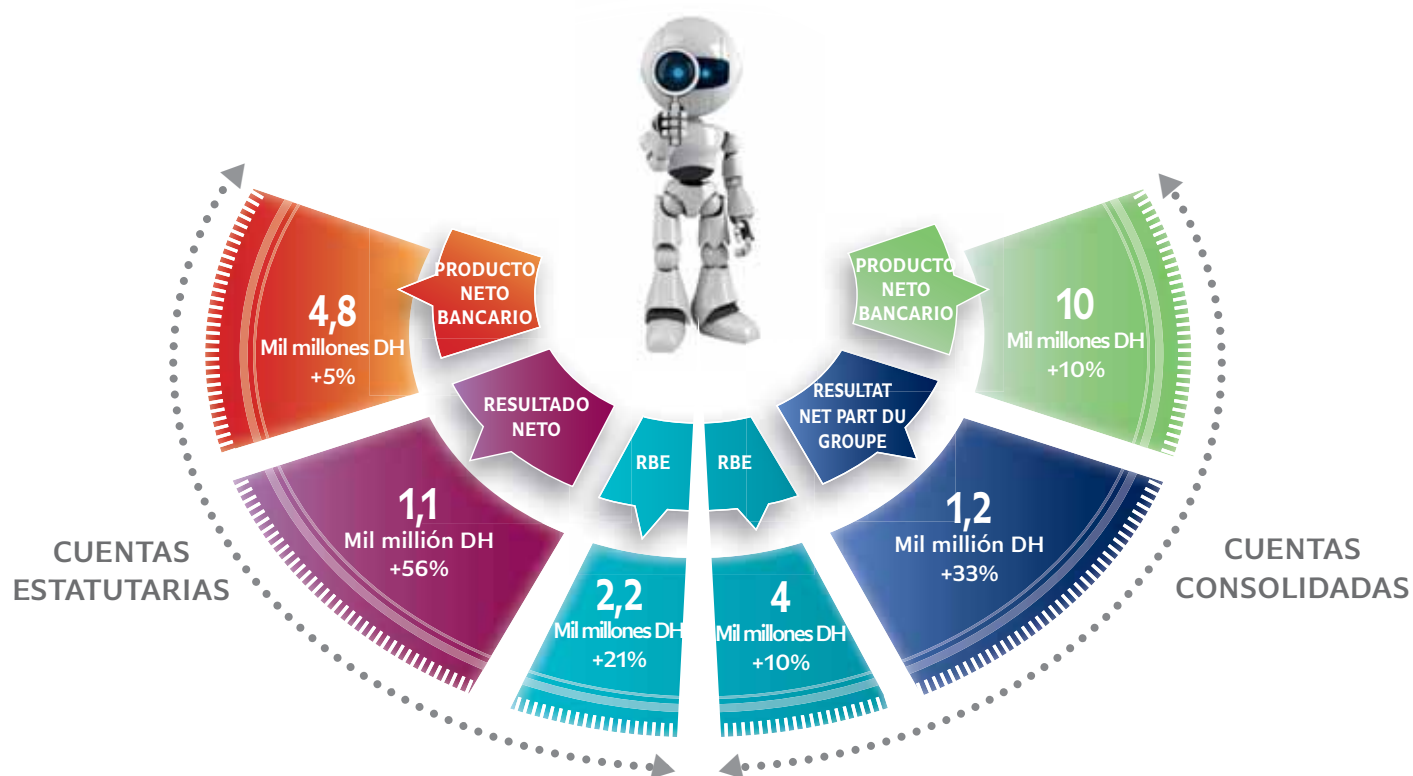 PRODUCTO
NETO
BANCARIO
4,8
Mil millones DH
+5%
RESULTADO
NETO
1,1
Mil millión DH
+56%
RBE
2,2
Mil millones DH
+21%
CUENTAS
ESTATUTARIAS
PRODUCTO
NETO
BANCARIO
10
Mil millones DH
+10%
RESULTAT
NET PART DU
GROUPE
1,2
Mil millión DH
+33%
RBE
4
Mil millones DH
+10%
CUENTAS
CONSOLIDADAS